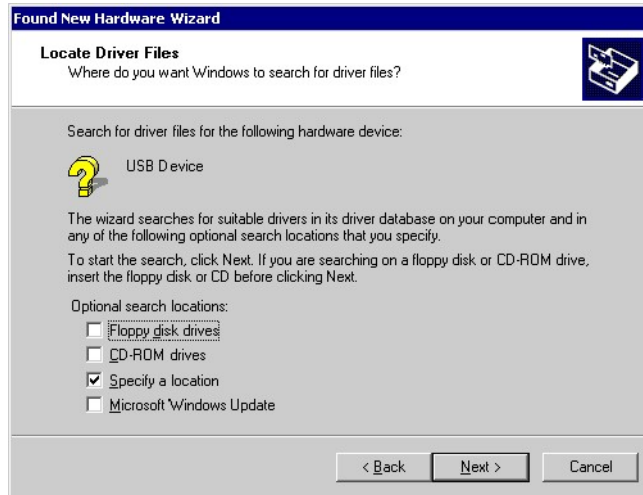 Found New Hardware Wizard
Locate Driver Files
Where do you want Windows to search for driver files?
Search for driver files for the following hardware device:
USB Device
The wizard searches for suitable drivers in its driver database on your computer and in
any of the following optional search locations that you specify.
To start the search, click Next. If you are searching on a floppy disk or CD-ROM drive,
insert the floppy disk or CD before clicking Next.
Optional search locations:
Floppy disk drives
CD-ROM drives
Specify a location
Microsoft Windows Update
< Back
Next >
Cancel